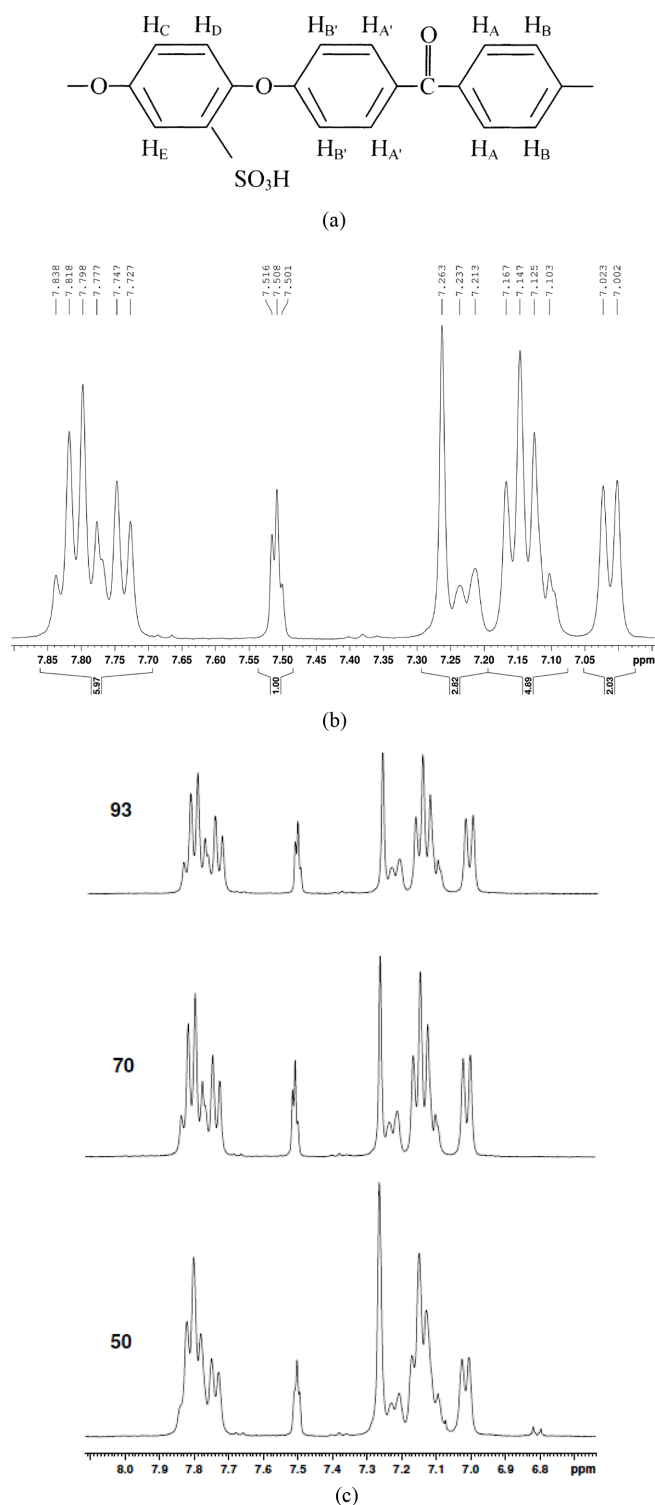 H_C H_D H_B' H_A' O H_A H_B
O O C
H_E H_B' H_A' H_A H_B
SO₃H
(a)
7.838 7.818 7.798 7.777 7.747 7.727 7.516 7.508 7.501 7.263 7.237 7.213 7.167 7.147 7.125 7.103 7.023 7.002
7.85 7.80 7.75 7.70 7.65 7.60 7.55 7.50 7.45 7.40 7.35 7.30 7.25 7.20 7.15 7.10 7.05 ppm
5.97 1.00 2.82 4.89 2.03
(b)
93
70
50
8.0 7.9 7.8 7.7 7.6 7.5 7.4 7.3 7.2 7.1 7.0 6.9 6.8 ppm
(c)